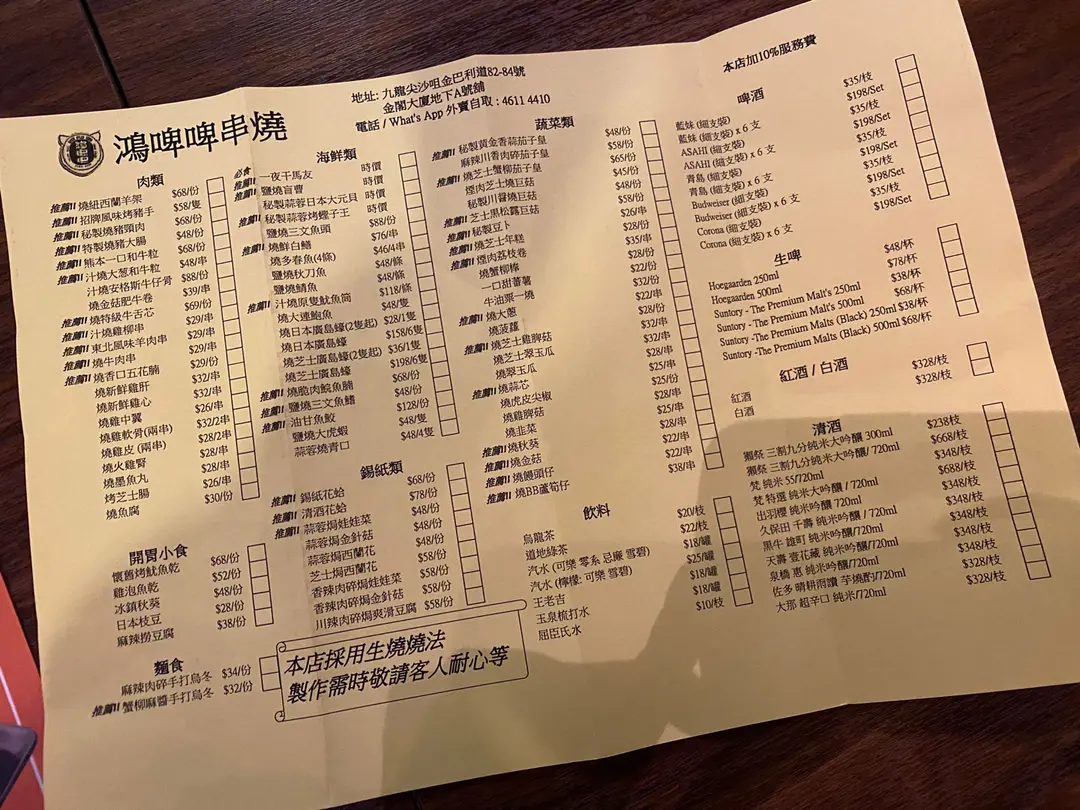 鴻啤啤串燒
地址: 九龍尖沙咀金巴利道82-84號
金閣大廈地下A號舖
電話 / What's App 外賣自取 : 4611 4410
本店加10%服務費
肉類
推薦!! 燒紐西蘭羊架 $68/份
推薦!! 招牌風味烤豬手 $58/隻
推薦!! 秘製燒豬頸肉 $68/份
推薦!! 特製燒豬大腸 $48/份
推薦!! 熊本一口和牛粒 $68/份
推薦!! 汁燒大葱和牛粒 $48/串
汁燒安格斯牛仔骨 $88/份
燒金菇肥牛卷 $39/串
推薦!! 燒特級牛舌芯 $69/份
推薦!! 汁燒雞柳串 $29/串
推薦!! 東北風味羊肉串 $29/串
推薦!! 燒牛肉串 $29/串
推薦!! 燒香口五花腩 $29/份
燒新鮮雞肝 $32/串
燒新鮮雞心 $32/串
燒雞中翼 $26/串
燒雞軟骨 (兩串) $32/2串
燒雞皮 (兩串) $28/2串
燒火雞腎 $28/串
燒墨魚丸 $28/串
烤芝士腸 $26/串
燒魚腐 $30/份
開胃小食
懷舊烤魷魚乾 $68/份
雞泡魚乾 $52/份
冰鎮秋葵 $48/份
日本枝豆 $28/份
麻辣撈豆腐 $38/份
麵食
麻辣肉碎手打烏冬 $34/份
推薦!! 蟹柳麻醬手打烏冬 $32/份
海鮮類
必食 一夜干馬友 時價
推薦!! 鹽燒盲曹 時價
推薦!! 秘製蒜蓉日本大元貝 時價
推薦!! 秘製蒜蓉烤蟶子王 時價
鹽燒三文魚頭 $88/份
推薦!! 燒鮮白鱔 $76/串
燒多春魚(4條) $46/4串
鹽燒秋刀魚 $48/條
鹽燒鯖魚 $48/條
推薦!! 汁燒原隻魷魚筒 $118/條
燒大連鮑魚 $48/隻
燒日本廣島蠔(2隻起) $28/1隻
燒日本廣島蠔 $158/6隻
燒芝士廣島蠔(2隻起) $36/1隻
燒芝士廣島蠔 $198/6隻
推薦!! 燒脆肉鯇魚腩 $68/份
推薦!! 鹽燒三文魚鰭 $48/份
推薦!! 油甘魚鮫 $128/份
鹽燒大虎蝦 $48/隻
蒜蓉燒青口 $48/4隻
錫紙類
推薦!! 錫紙花蛤 $68/份
推薦!! 清酒花蛤 $78/份
蒜蓉焗娃娃菜 $48/份
蒜蓉焗金針菇 $48/份
蒜蓉焗西蘭花 $48/份
芝士焗西蘭花 $58/份
香辣肉碎焗娃娃菜 $58/份
香辣肉碎焗金針菇 $58/份
川辣肉碎焗爽滑豆腐 $58/份
本店採用生燒燒法
製作需時敬請客人耐心等
蔬菜類
推薦!! 秘製黃金香蒜茄子皇 $48/份
麻辣川香肉碎茄子皇 $58/份
推薦!! 燒芝士蟹柳茄子皇 $65/份
煙肉芝士燒巨菇 $45/份
秘製川醬燒巨菇 $48/份
推薦!! 芝士黑松露巨菇 $58/份
推薦!! 秘製豆卜 $26/串
推薦!! 燒芝士年糕 $28/份
推薦!! 煙肉荔枝卷 $35/串
燒蟹柳棒 $28/份
一口甜蕃薯 $22/份
牛油粟一燒 $32/份
推薦!! 燒大蔥 $22/串
燒菠蘿 $28/份
推薦!! 燒芝士雞脾菇 $32/串
燒芝士翠玉瓜 $32/串
燒翠玉瓜 $28/串
推薦!! 燒蒜芯 $25/串
燒虎皮尖椒 $25/份
燒雞脾菇 $28/份
燒韭菜 $25/串
推薦!! 燒秋葵 $28/串
推薦!! 燒金菇 $22/串
推薦!! 燒饅頭仔 $22/串
推薦!! 燒BB蘆筍仔 $38/串
飲料
烏龍茶 $20/枝
道地綠茶 $22/枝
汽水 (可樂 零系 忌廉 雪碧) $18/罐
汽水 (檸檬: 可樂 雪碧) $25/罐
王老吉 $18/罐
玉泉梳打水 $10/枝
屈臣氏水
啤酒
藍妹 (細支裝) $35/枝
藍妹 (細支裝) x 6 支 $198/Set
ASAHI (細支裝) $35/枝
ASAHI (細支裝) x 6 支 $198/Set
青島 (細支裝) $35/枝
青島 (細支裝) x 6 支 $198/Set
Budweiser (細支裝) $35/枝
Budweiser (細支裝) x 6 支 $198/Set
Corona (細支裝) $35/枝
Corona (細支裝) x 6 支 $198/Set
生啤
Hoegaarden 250ml $48/杯
Hoegaarden 500ml $78/杯
Suntory - The Premium Malt's 250ml $38/杯
Suntory - The Premium Malt's 500ml $68/杯
Suntory -The Premium Malts (Black) 250ml $38/杯
Suntory -The Premium Malts (Black) 500ml $68/杯
紅酒 / 白酒
紅酒 $328/枝
白酒 $328/枝
清酒
獺祭 三割九分純米大吟釀 300ml $238/枝
獺祭 三割九分純米大吟釀 /720ml $668/枝
梵 純米 55/720ml $348/枝
梵 特選 純米大吟釀 / 720ml $688/枝
出羽櫻 純米吟釀 /720ml $348/枝
久保田 千壽 純米吟釀 / 720ml $348/枝
黑牛 雄町 純米吟釀 /720ml $348/枝
天壽 壹花藏 純米吟釀/720ml $348/枝
泉橋 惠 純米吟釀/720ml $348/枝
佐多 晴耕雨讀 芋燒酌/720ml $328/枝
大那 超辛口 純米/720ml $328/枝